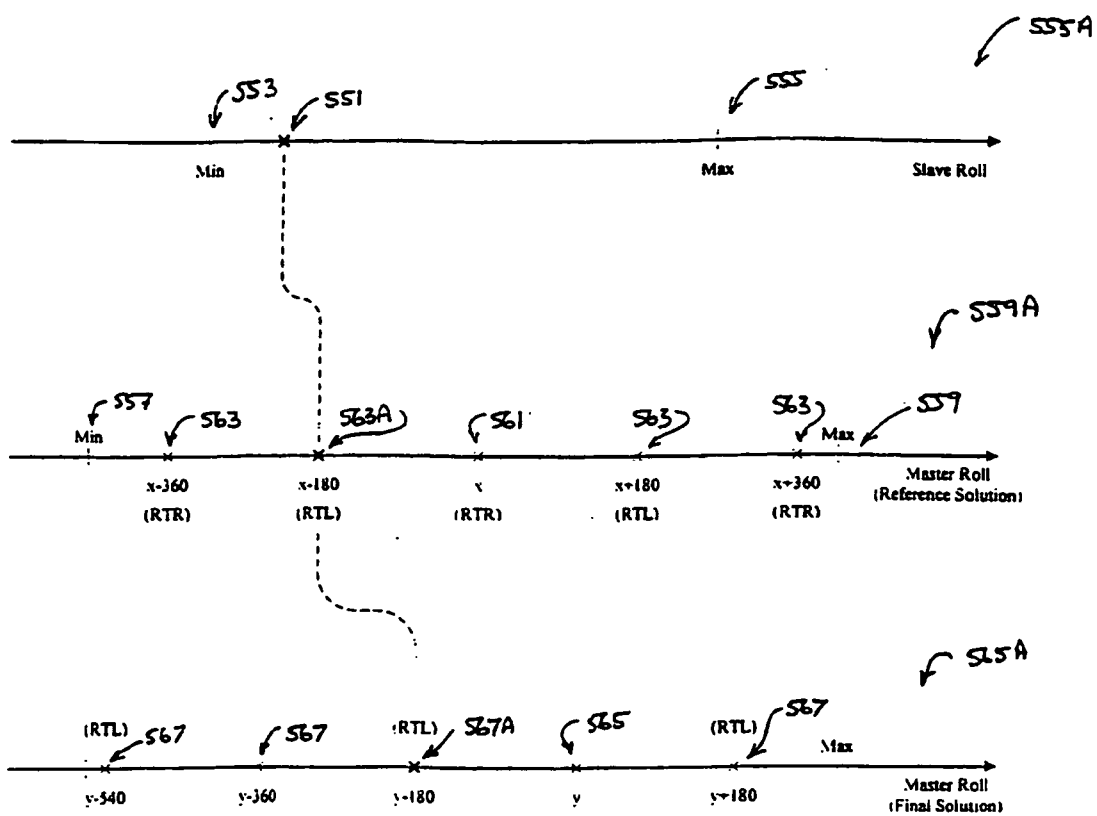 555A
553
551
555
Min
Max
Slave Roll
559A
557
563
563A
561
563
563
559
Min
Max
x-360
x-180
x
x+180
x+360
Master Roll
(Reference Solution)
(RTR)
(RTL)
(RTR)
(RTL)
(RTR)
565A
(RTL)
567
567
(RTL)
567A
565
(RTL)
567
Max
y-540
y-360
y-180
y
y+180
Master Roll
(Final Solution)